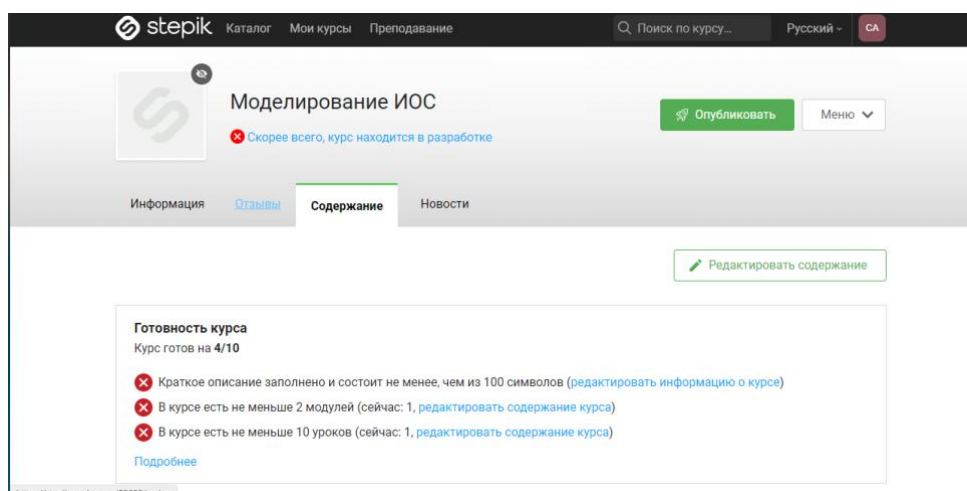 stepik Каталог Мои курсы Преподавание Поиск по курсу... Русский CA
Моделирование ИОС
Опубликовать Меню
Скорее всего, курс находится в разработке
Информация Отзывы Содержание Новости
Редактировать содержание
Готовность курса
Курс готов на 4/10
Краткое описание заполнено и состоит не менее, чем из 100 символов (редактировать информацию о курсе)
В курсе есть не меньше 2 модулей (сейчас: 1, редактировать содержание курса)
В курсе есть не меньше 10 уроков (сейчас: 1, редактировать содержание курса)
Подробнее